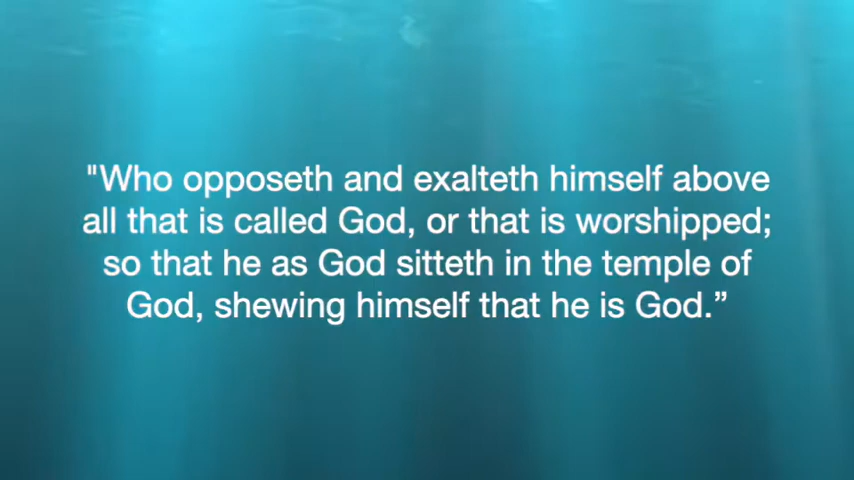 "Who opposeth and exalteth himself above
all that is called God, or that is worshipped;
so that he as God sitteth in the temple of
God, shewing himself that he is God.”